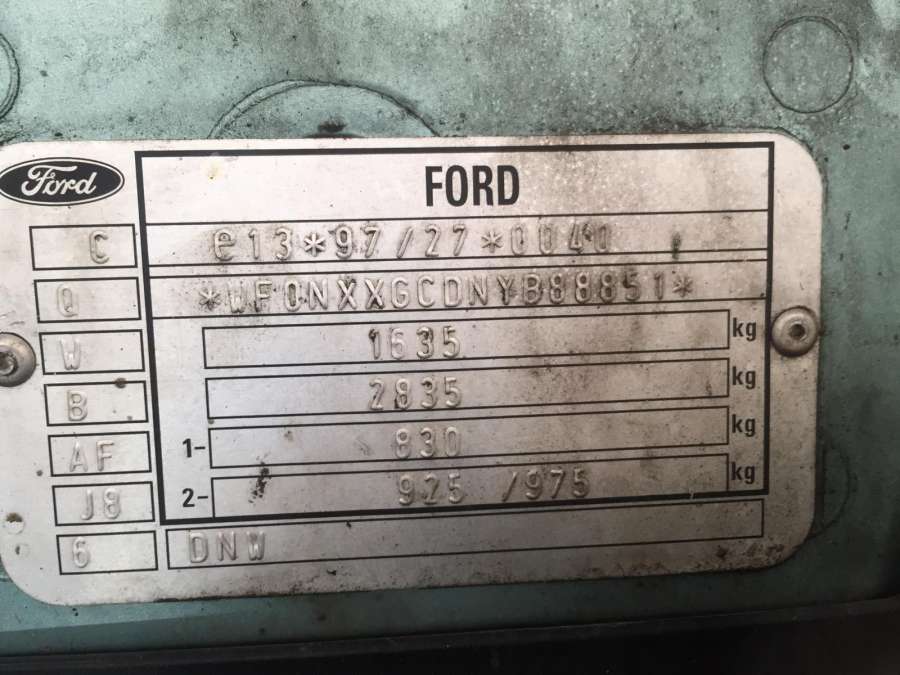 Ford
FORD
C e13*97/27*0040
Q *WF0NXXGCDNYB88851*
W 1635 kg
B 2835 kg
AF 1- 830 kg
J8 2- 925 /975 kg
6 DNW